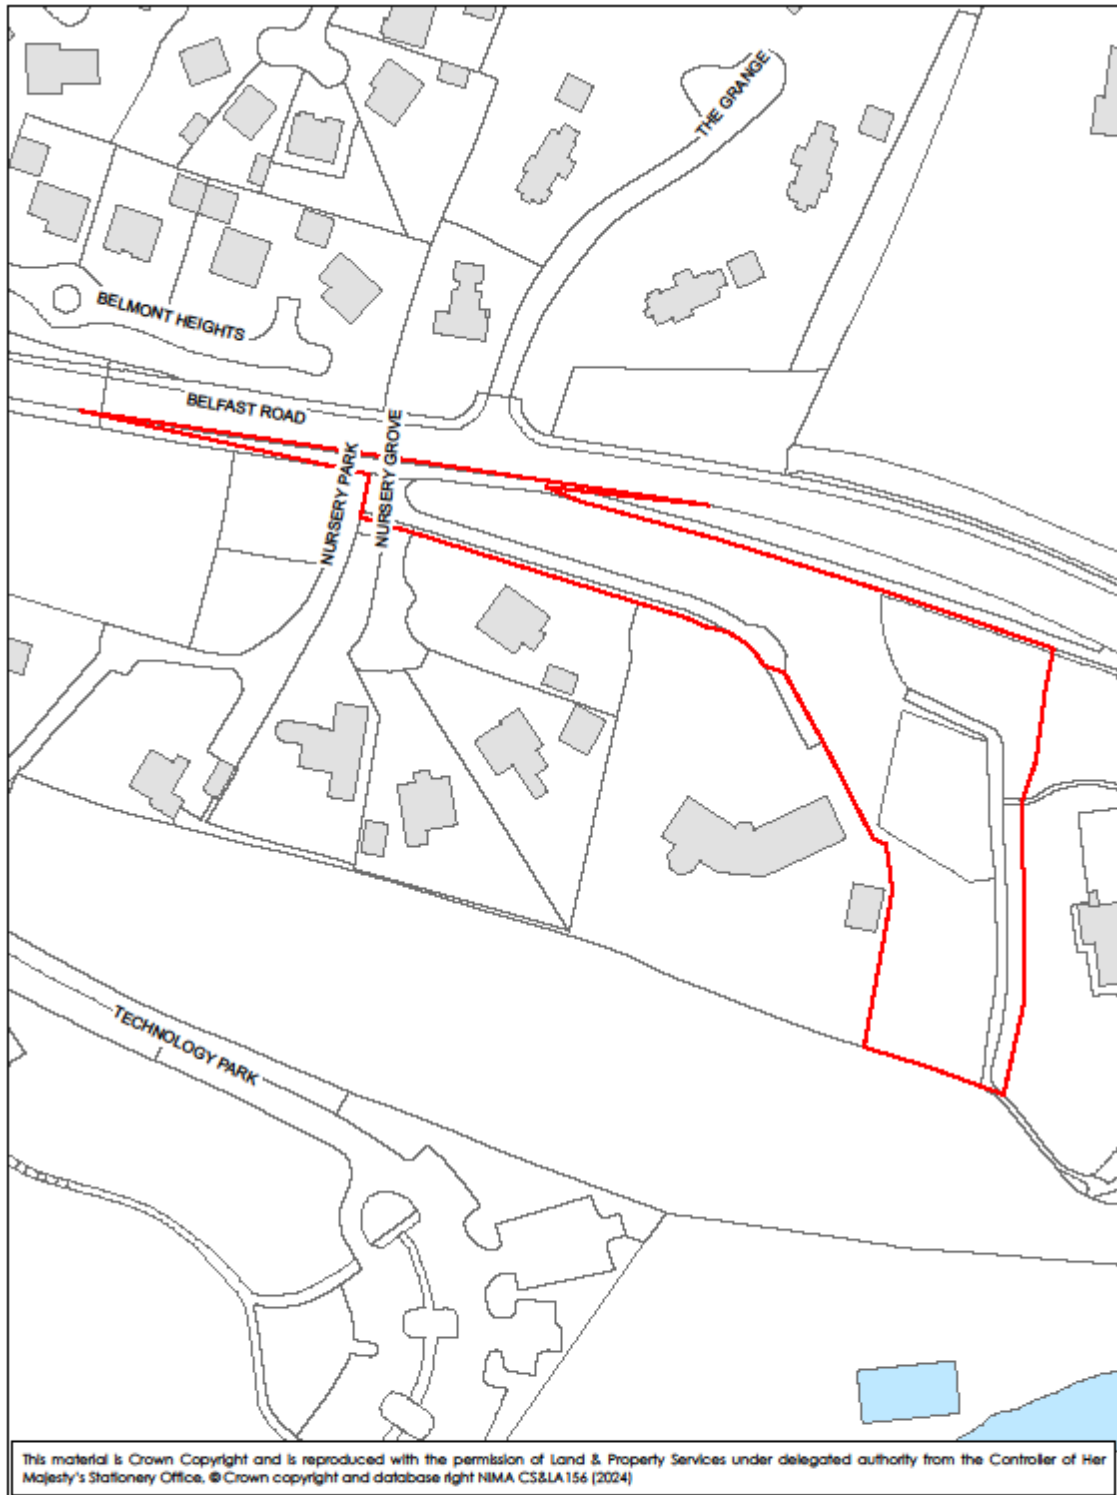 THE GRANGE
BELMONT HEIGHTS
BELFAST ROAD
NURSERY PARK
NURSERY GROVE
TECHNOLOGY PARK
This material is Crown Copyright and is reproduced with the permission of Land & Property Services under delegated authority from the Controller of Her
Majesty's Stationery Office, © Crown copyright and database right NIMA CS&LA156 (2024)